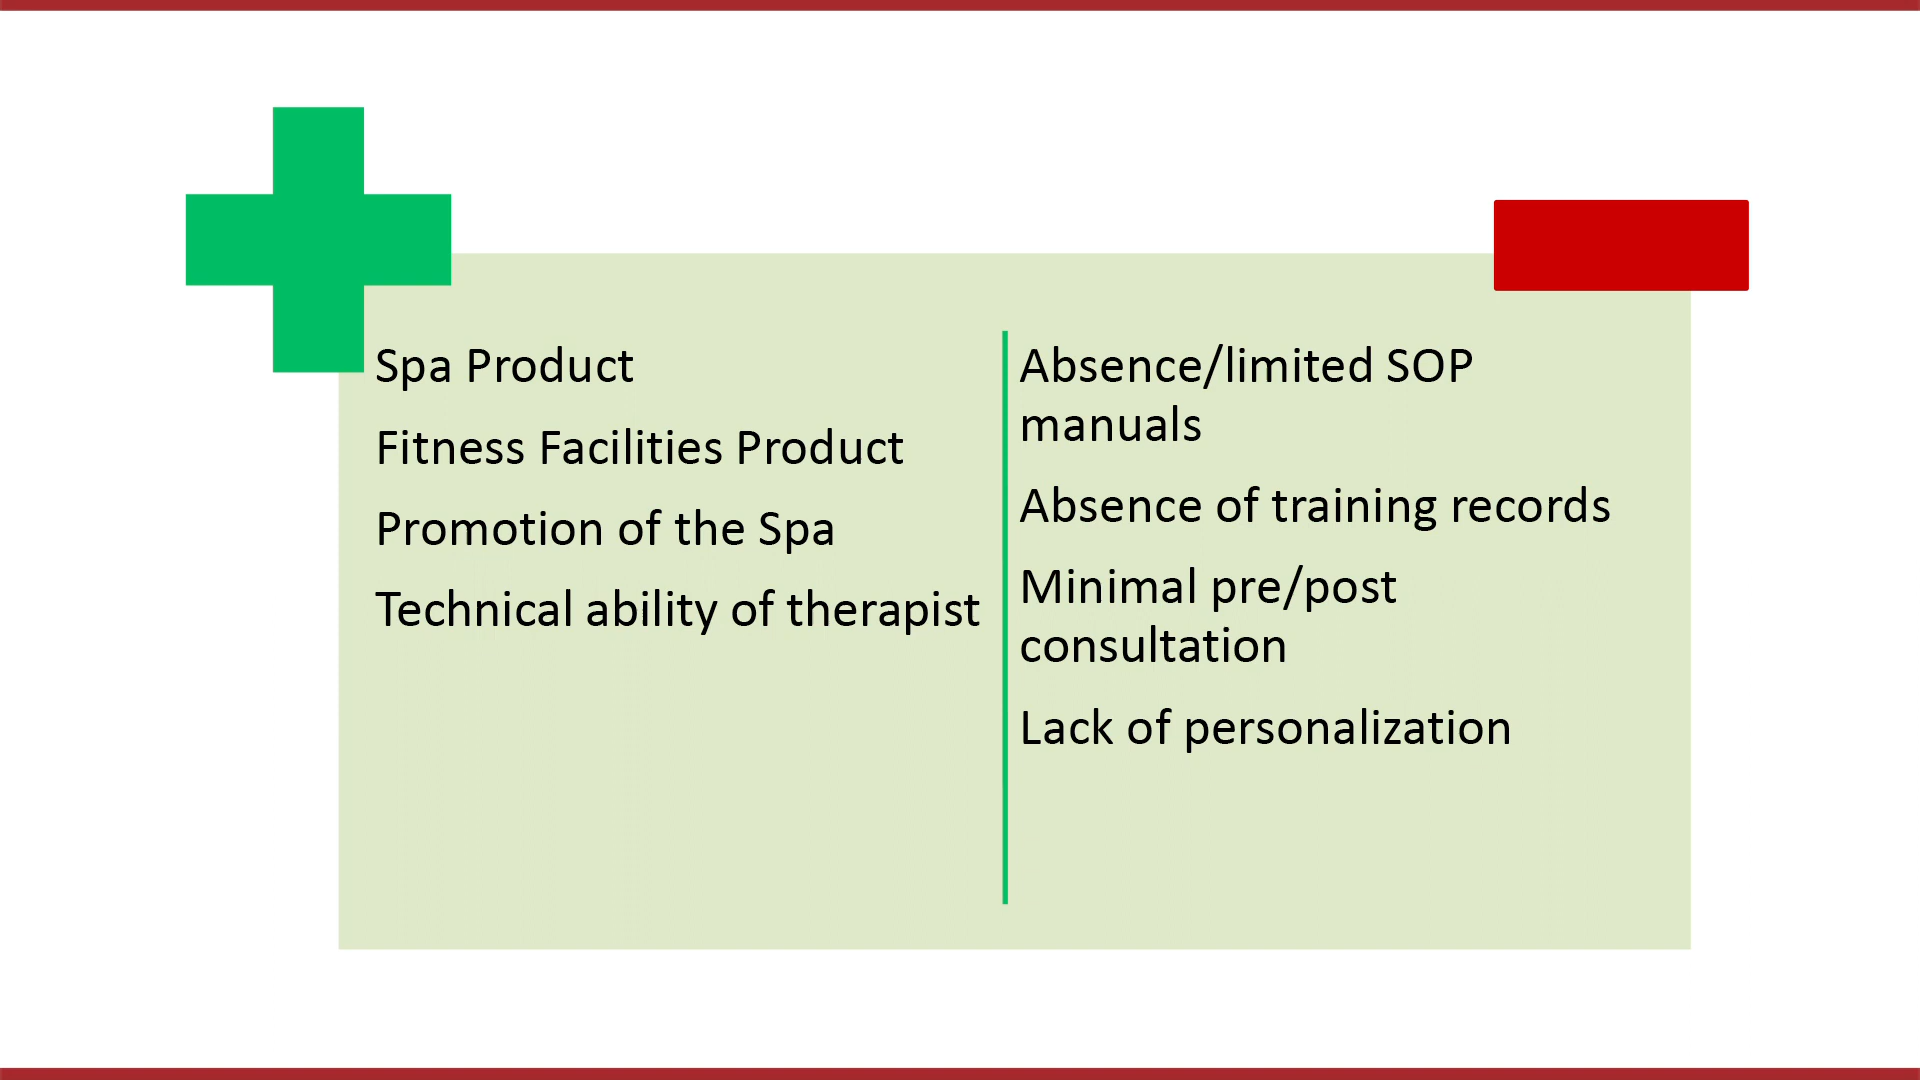 Spa Product
Fitness Facilities Product
Promotion of the Spa
Technical ability of therapist
Absence/limited SOP
manuals
Absence of training records
Minimal pre/post
consultation
Lack of personalization